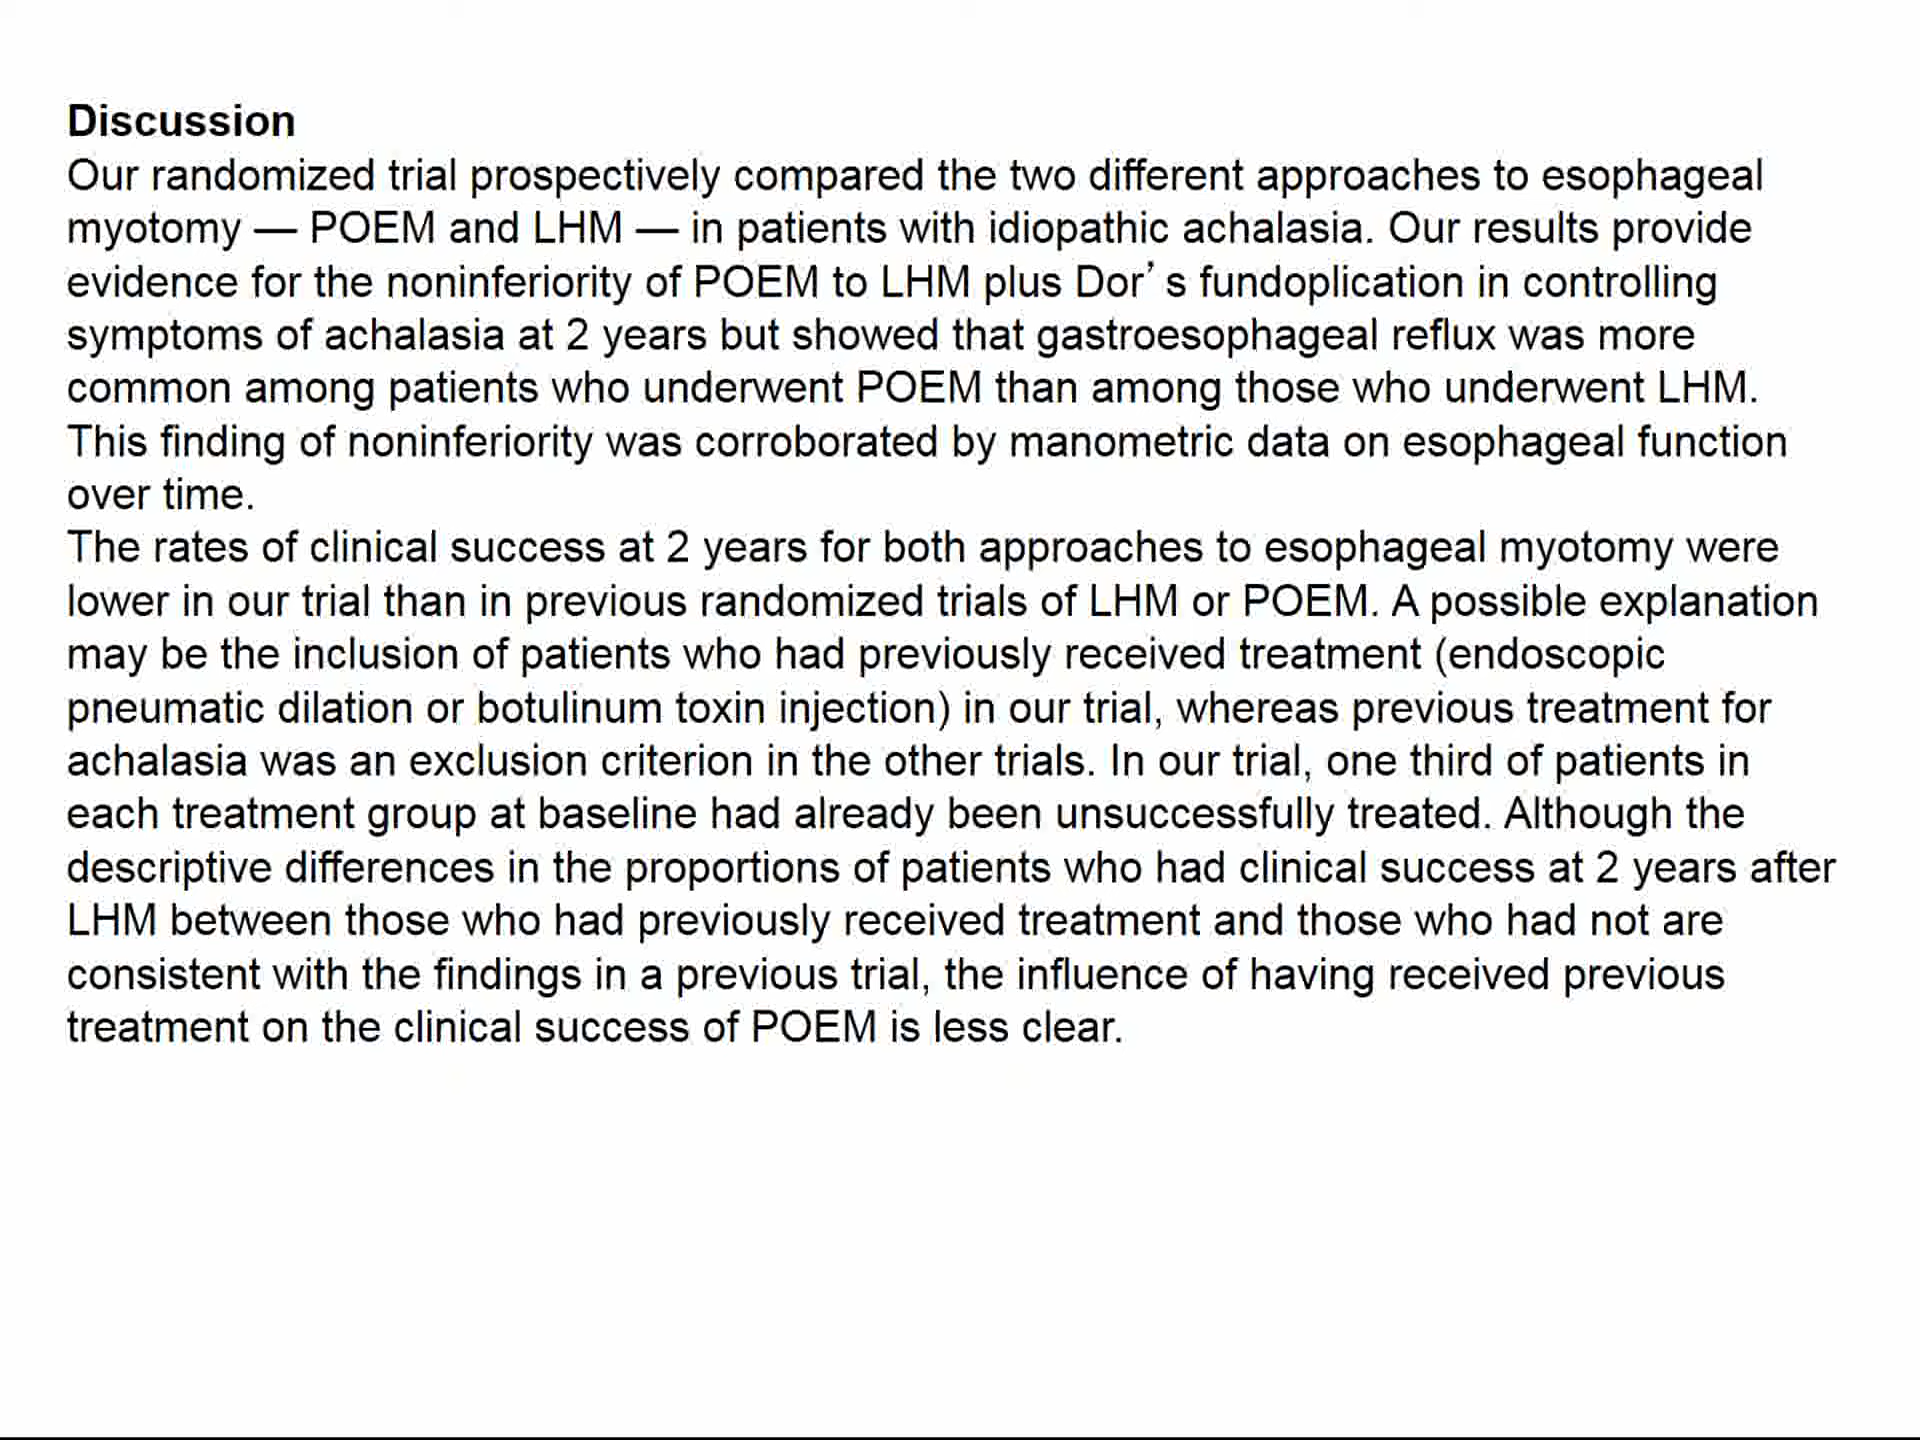 Discussion
Our randomized trial prospectively compared the two different approaches to esophageal
myotomy — POEM and LHM — in patients with idiopathic achalasia. Our results provide
evidence for the noninferiority of POEM to LHM plus Dor’s fundoplication in controlling
symptoms of achalasia at 2 years but showed that gastroesophageal reflux was more
common among patients who underwent POEM than among those who underwent LHM.
This finding of noninferiority was corroborated by manometric data on esophageal function
over time.
The rates of clinical success at 2 years for both approaches to esophageal myotomy were
lower in our trial than in previous randomized trials of LHM or POEM. A possible explanation
may be the inclusion of patients who had previously received treatment (endoscopic
pneumatic dilation or botulinum toxin injection) in our trial, whereas previous treatment for
achalasia was an exclusion criterion in the other trials. In our trial, one third of patients in
each treatment group at baseline had already been unsuccessfully treated. Although the
descriptive differences in the proportions of patients who had clinical success at 2 years after
LHM between those who had previously received treatment and those who had not are
consistent with the findings in a previous trial, the influence of having received previous
treatment on the clinical success of POEM is less clear.